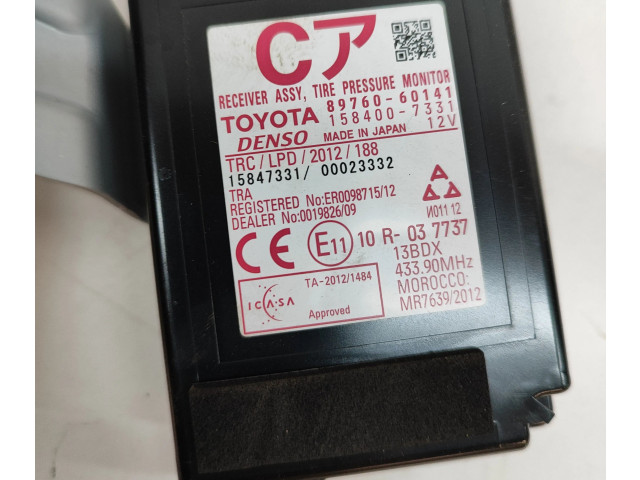 Cア
RECEIVER ASSY, TIRE PRESSURE MONITOR
TOYOTA 89760-60141
158400-7331
DENSO MADE IN JAPAN 12V
TRC/LPD/2012/188
15847331/ 00023332
TRA
REGISTERED No:ER0098715/12
DEALER No:0019826/09
И011 12
CE E11 10 R- 03 7737
13BDX
433.90MHz
MOROCCO:
MR7639/2012
TA-2012/1484
ICASA
Approved